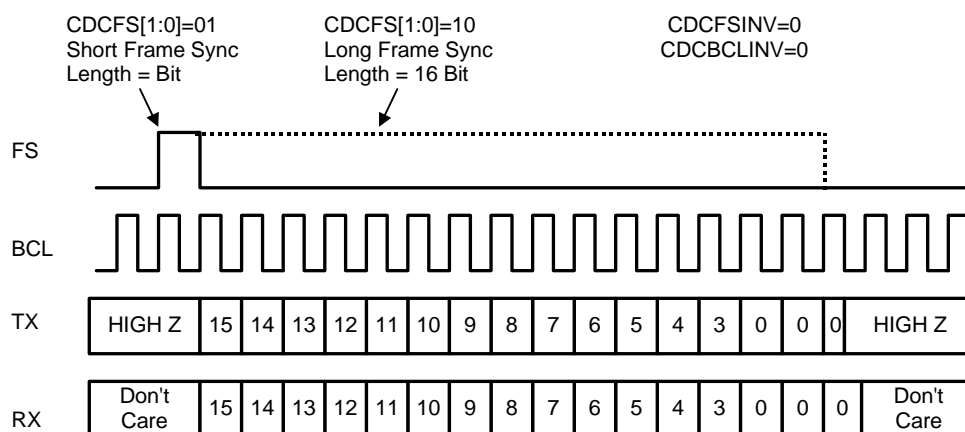 CDCFS[1:0]=01
Short Frame Sync
Length = Bit
CDCFS[1:0]=10
Long Frame Sync
Length = 16 Bit
CDCFSINV=0
CDCBCLINV=0
FS
BCL
TX HIGH Z 15 14 13 12 11 10 9 8 7 6 5 4 3 0 0 0 HIGH Z
RX Don't Care 15 14 13 12 11 10 9 8 7 6 5 4 3 0 0 0 Don't Care